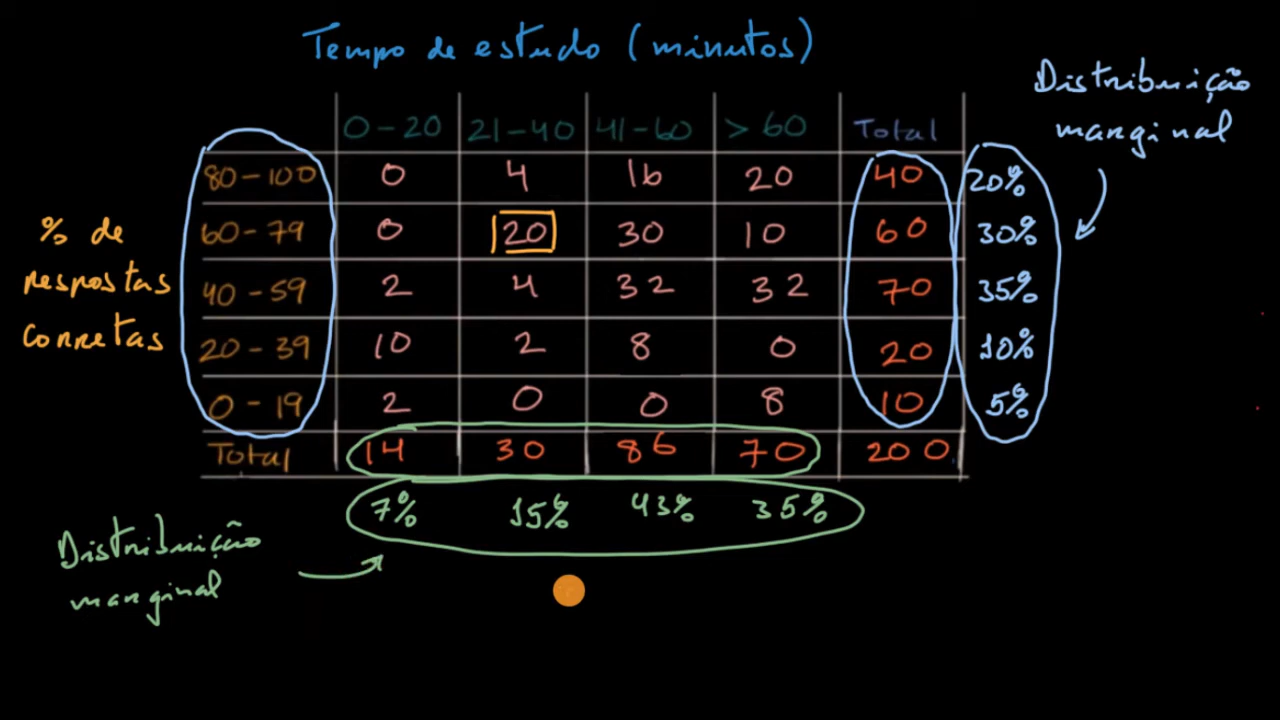 Tempo de estudo (minutos)
Distribuição
marginal
0-20 21-40 41-60 > 60 Total
80-100 0 4 16 20 40 20%
60-79 0 20 30 10 60 30%
40-59 2 4 32 32 70 35%
20-39 10 2 8 0 20 10%
0-19 2 0 0 8 10 5%
Total 14 30 86 70 200
7% 15% 43% 35%
% de
respostas
corretas
Distribuição
marginal